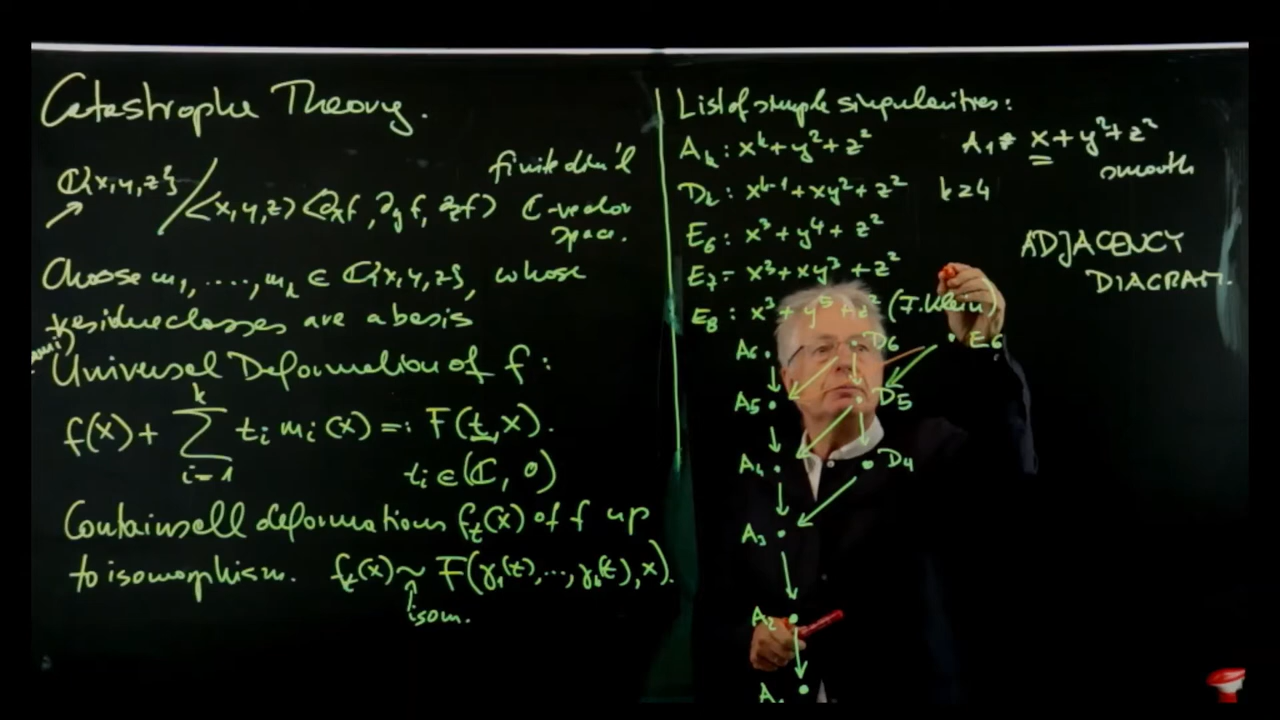 Catastrophe Theory.
ℂ{x,y,z} / <x,y,z><∂xf, ∂yf, ∂zf>
finite dim'l
ℂ-vector
space.
Choose m1, ...., mk ∈ ℂ{x,y,z}, whose
residue classes are a basis
Universal Deformation of f :
f(x) + Σ_{i=1}^{k} ti mi(x) =: F(t,x).
ti ∈ (ℂ, 0)
Contains all deformations ft(x) of f up
to isomorphism. ft(x) ~ F(γ1(t),...,γk(t),x).
isom.
List of simple singularities:
Ak : x^k + y² + z²
A1 x + y² + z²
smooth
Dk : x^{k-1} + xy² + z² k≥4
E6 : x³ + y⁴ + z²
E7 = x³ + xy³ + z²
E8 : x³ + y⁵ + z² (F. Klein)
ADJACENCY
DIAGRAM.
A6 D6 E6
A5 D5
A4 D4
A3
A2
A1